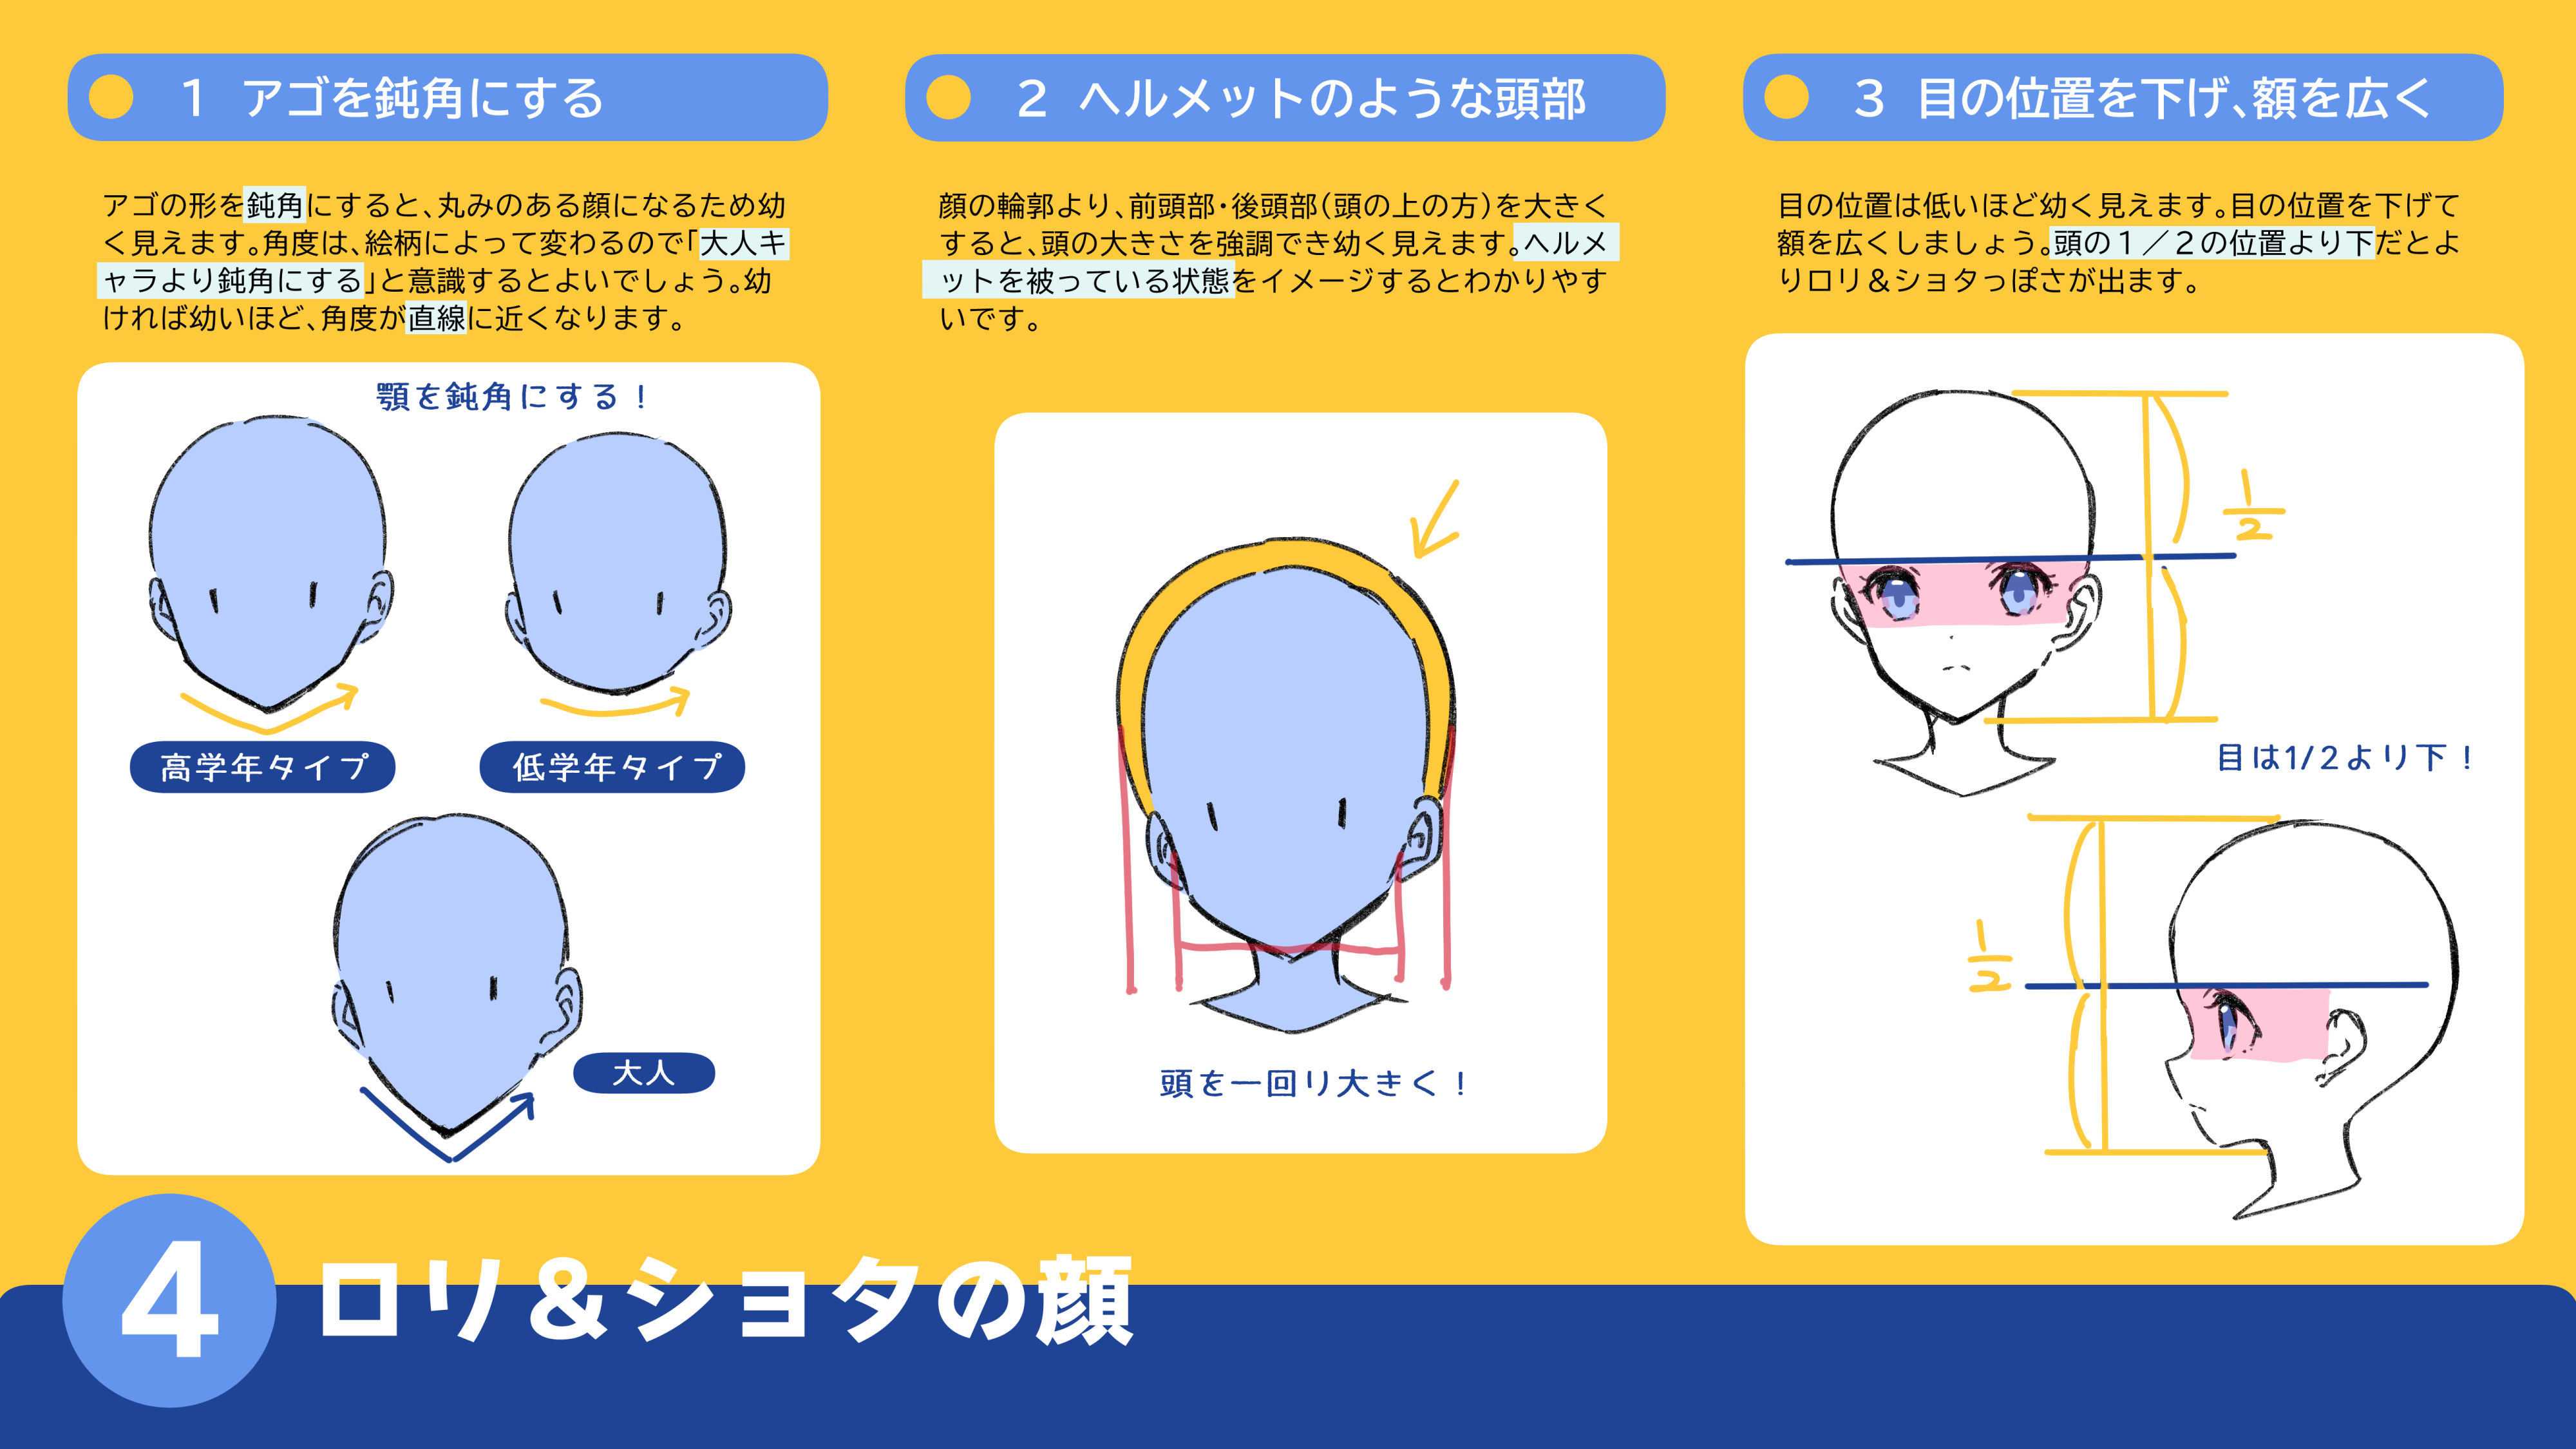 1 アゴを鈍角にする
アゴの形を鈍角にすると、丸みのある顔になるため幼
く見えます。角度は、絵柄によって変わるので「大人キ
ャラより鈍角にする」と意識するとよいでしょう。幼
ければ幼いほど、角度が直線に近くなります。
顎を鈍角にする！
高学年タイプ
低学年タイプ
大人
2 ヘルメットのような頭部
顔の輪郭より、前頭部・後頭部（頭の上の方）を大きく
すると、頭の大きさを強調でき幼く見えます。ヘルメ
ットを被っている状態をイメージするとわかりやす
いです。
頭を一回り大きく！
3 目の位置を下げ、額を広く
目の位置は低いほど幼く見えます。目の位置を下げて
額を広くしましょう。頭の１／２の位置より下だとよ
りロリ＆ショタっぽさが出ます。
1/2
目は1/2より下！
1/2
4 ロリ＆ショタの顔